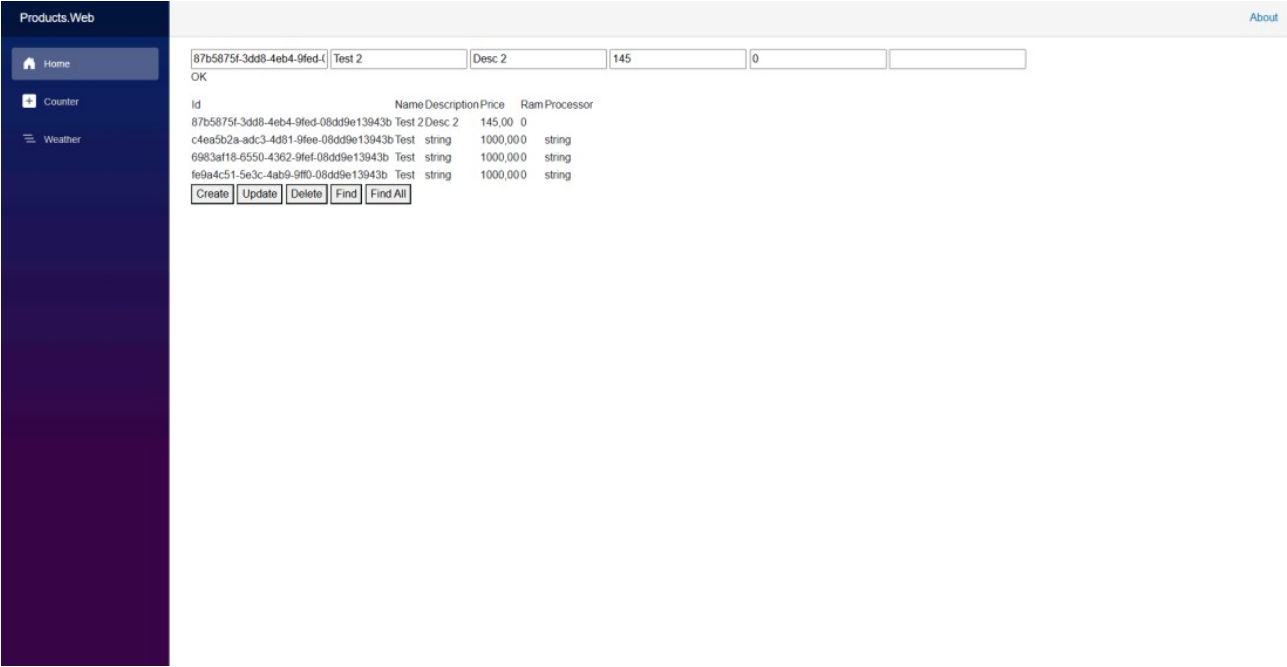 Products.Web
About
Home
Counter
Weather
87b5875f-3dd8-4eb4-9fed-0 Test 2 Desc 2 145 0
OK
Id Name Description Price Ram Processor
87b5875f-3dd8-4eb4-9fed-08dd9e13943b Test 2 Desc 2 145,00 0
c4ea5b2a-adc3-4d81-9fee-08dd9e13943b Test string 1000,00 0 string
6983af18-6550-4362-9fef-08dd9e13943b Test string 1000,00 0 string
fe9a4c51-5e3c-4ab9-9ff0-08dd9e13943b Test string 1000,00 0 string
Create Update Delete Find Find All